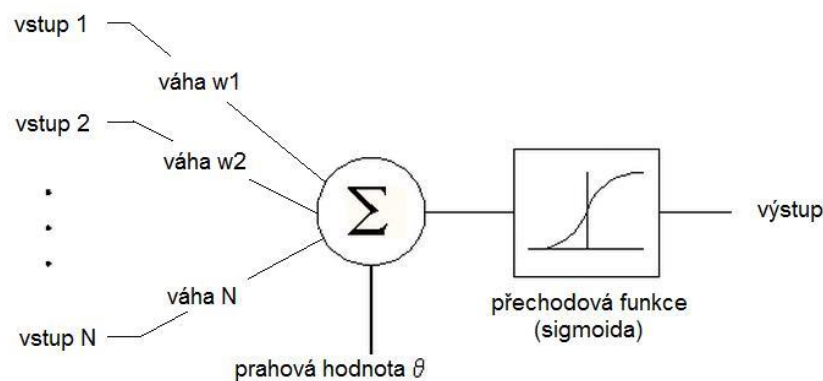 vstup 1
váha w1
vstup 2
váha w2
Σ
výstup
váha N
přechodová funkce
(sigmoida)
vstup N
prahová hodnota θ